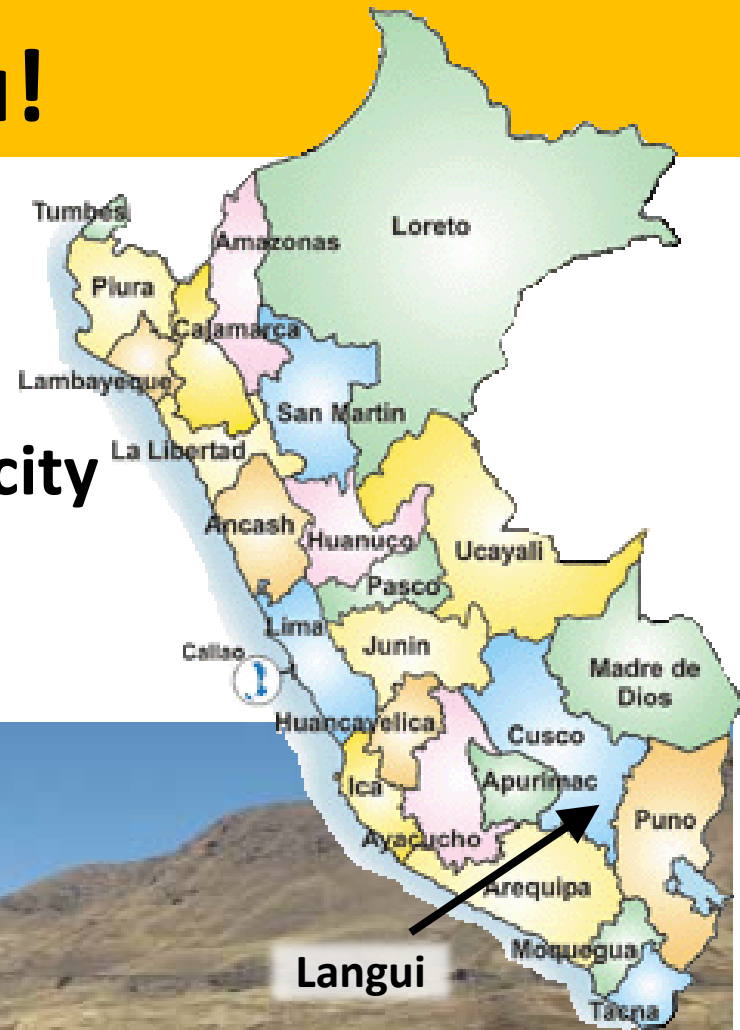 !
Tumbes
Amazonas
Loreto
Piura
Cajamarca
Lambayeque
San Martin
La Libertad
city
Ancash
Huanuco
Ucayali
Pasco
Lima
Junin
Callao
Madre de
Dios
Huancavelica
Cusco
Ica
Apurimac
Puno
Ayacucho
Arequipa
Moquegua
Langui
Tacna